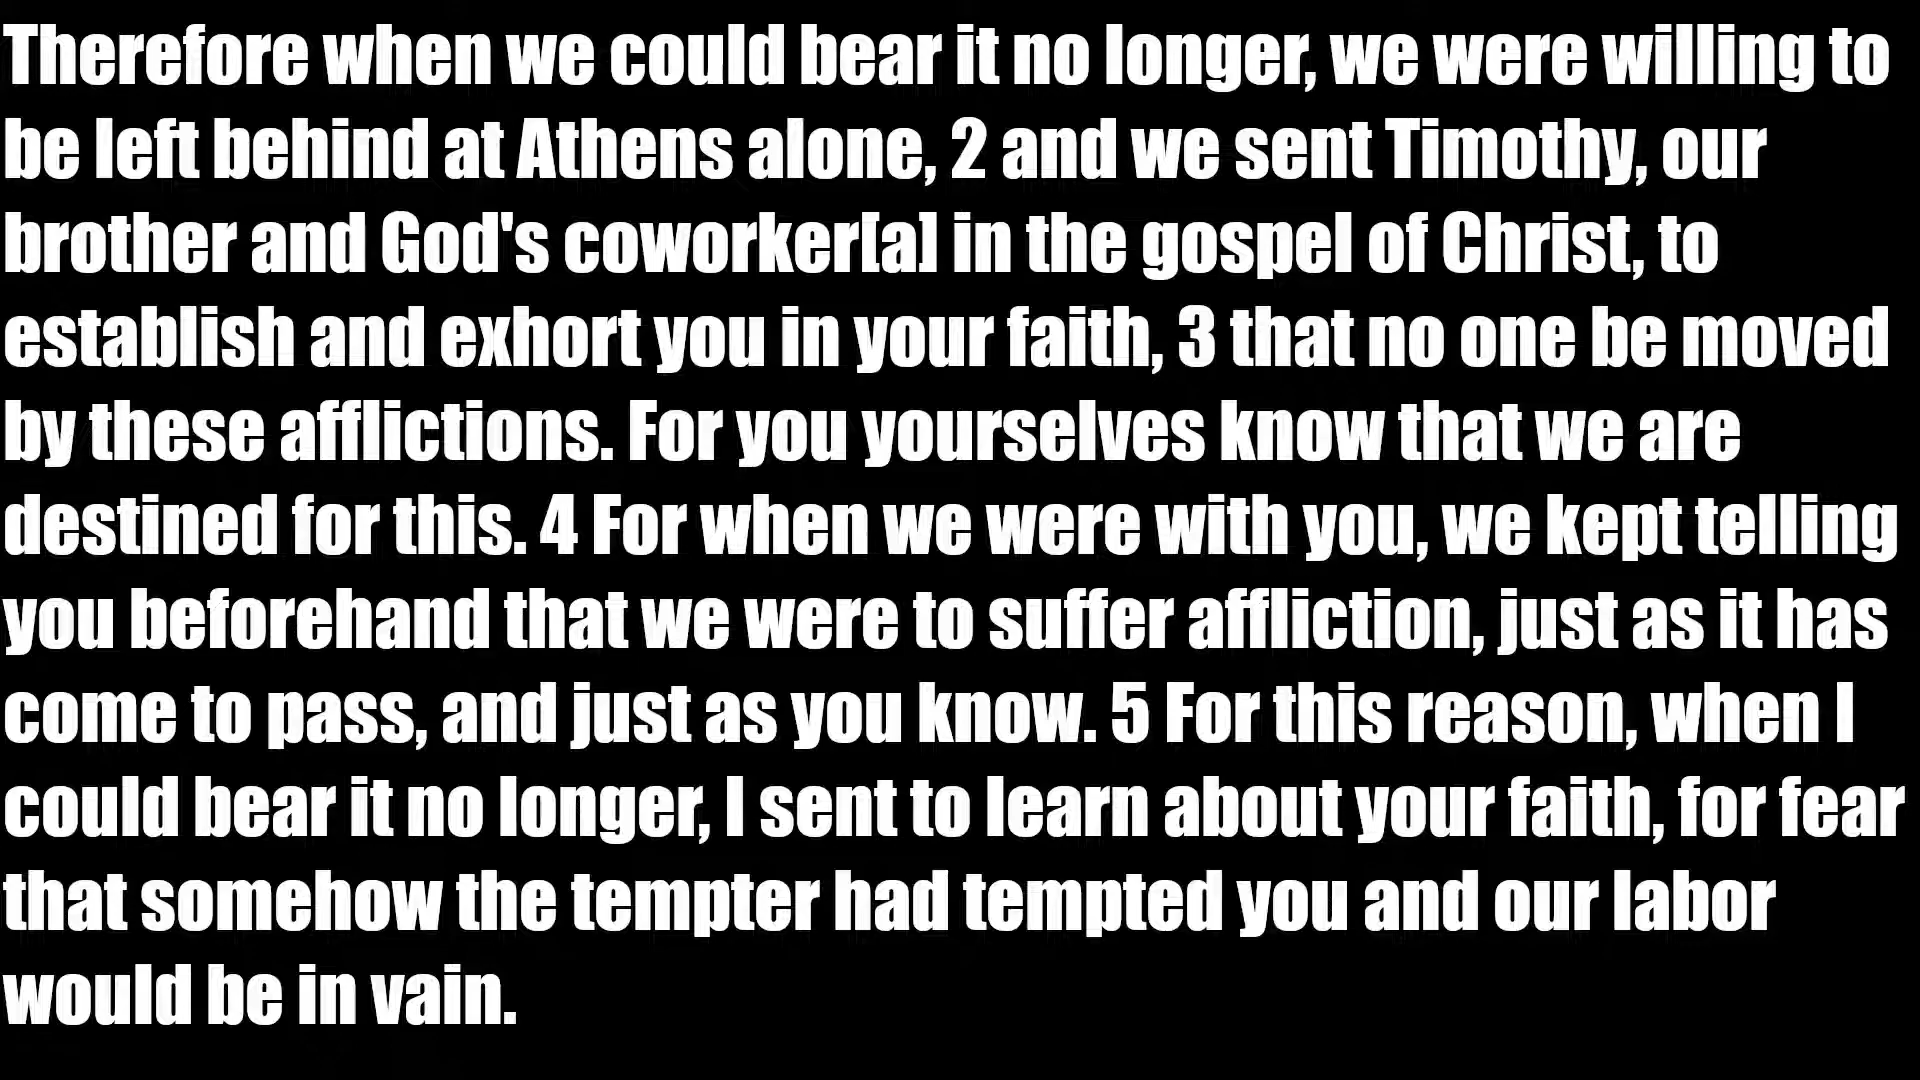 Therefore when we could bear it no longer, we were willing to
be left behind at Athens alone, 2 and we sent Timothy, our
brother and God's coworker[a] in the gospel of Christ, to
establish and exhort you in your faith, 3 that no one be moved
by these afflictions. For you yourselves know that we are
destined for this. 4 For when we were with you, we kept telling
you beforehand that we were to suffer affliction, just as it has
come to pass, and just as you know. 5 For this reason, when I
could bear it no longer, I sent to learn about your faith, for fear
that somehow the tempter had tempted you and our labor
would be in vain.